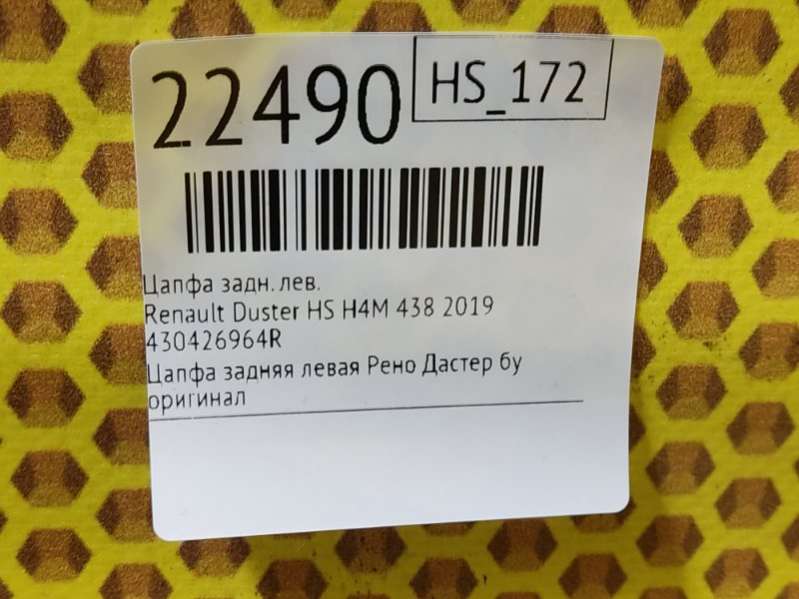 22490
HS_172
Цапфа задн. лев.
Renault Duster HS H4M 438 2019
430426964R
Цапфа задняя левая Рено Дастер бу
оригинал